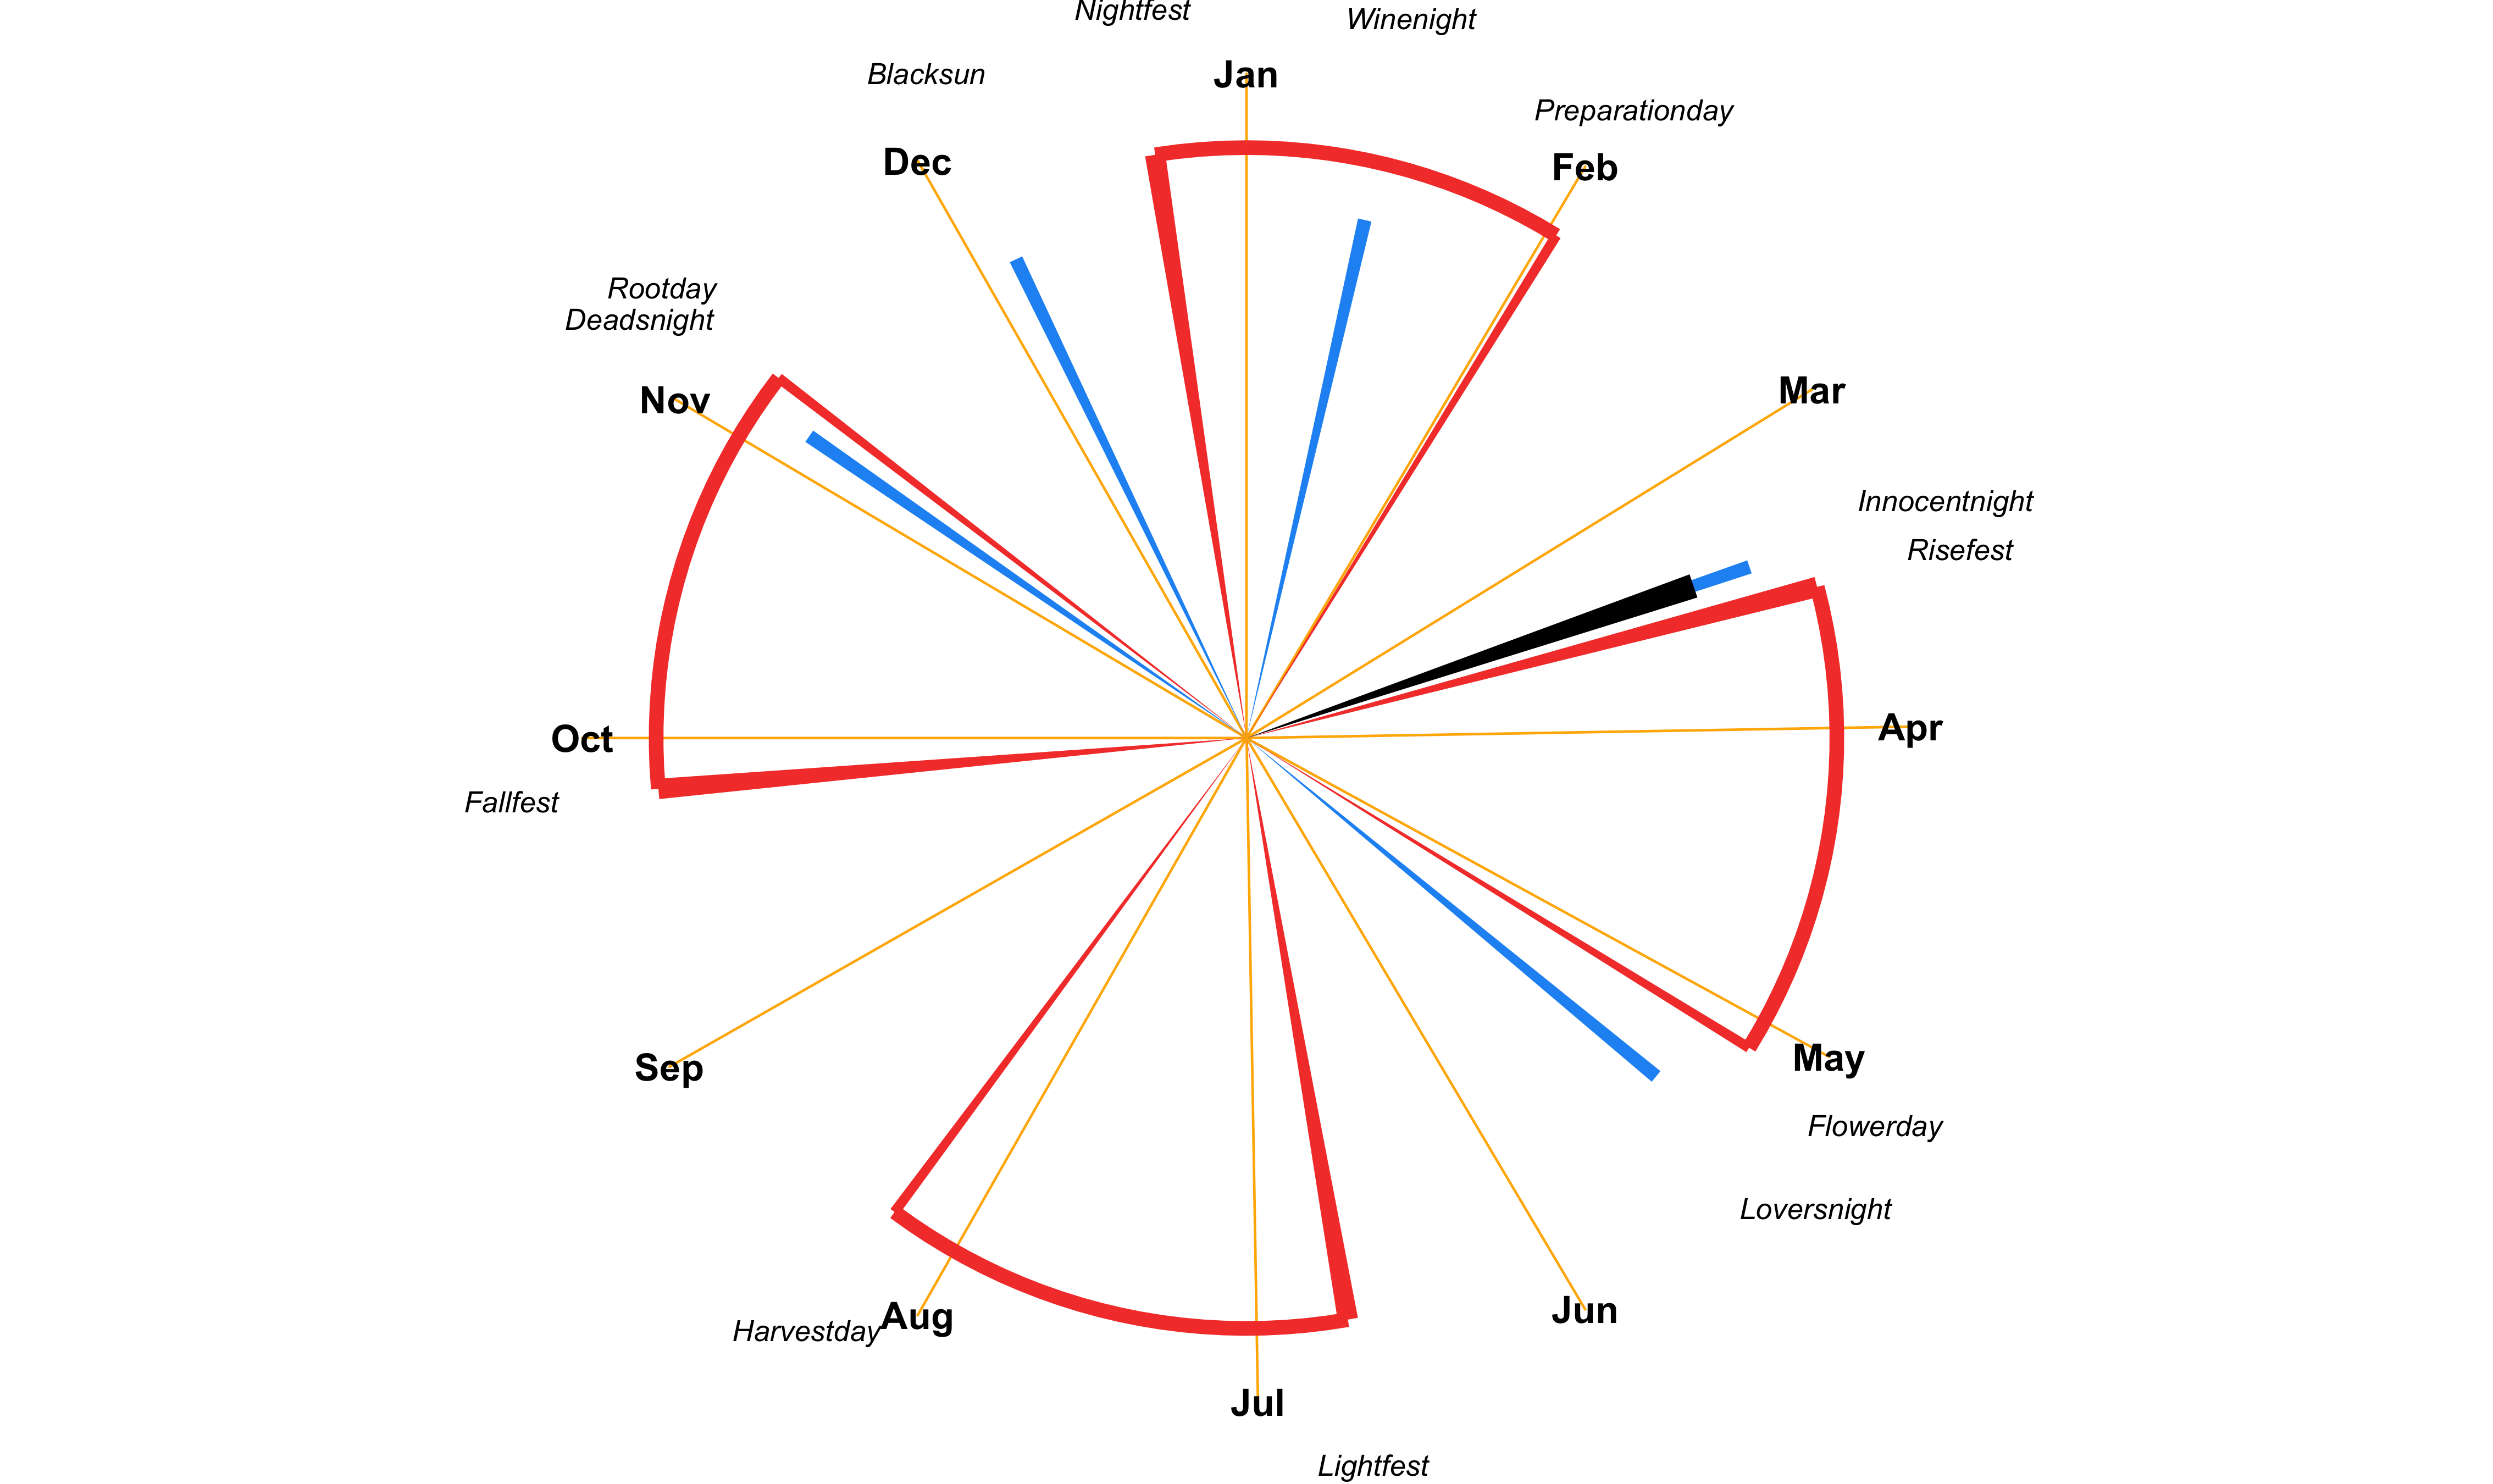 Nightfest
Winenight
Blacksun
Jan
Preparationday
Dec
Feb
Rootday
Deadsnight
Nov
Mar
Innocentnight
Risefest
Oct
Apr
Fallfest
Sep
May
Flowerday
Loversnight
Harvestday
Aug
Jun
Jul
Lightfest